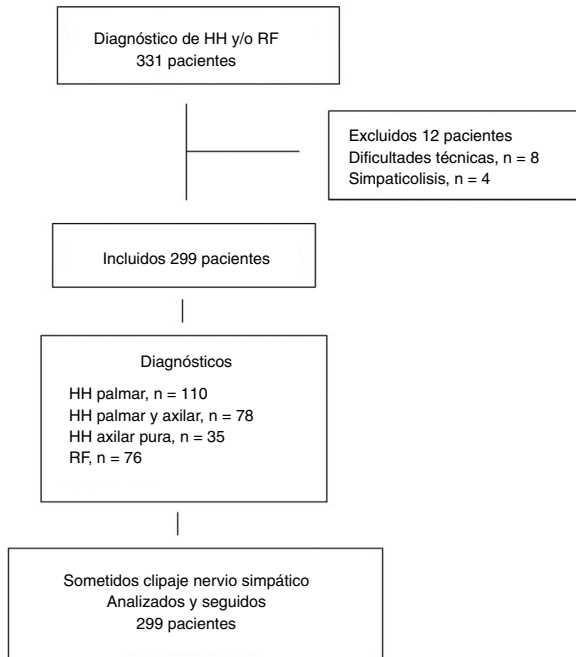 Diagnóstico de HH y/o RF
331 pacientes
Excluidos 12 pacientes
Dificultades técnicas, n = 8
Simpaticolisis, n = 4
Incluidos 299 pacientes
Diagnósticos
HH palmar, n = 110
HH palmar y axilar, n = 78
HH axilar pura, n = 35
RF, n = 76
Sometidos clipaje nervio simpático
Analizados y seguidos
299 pacientes